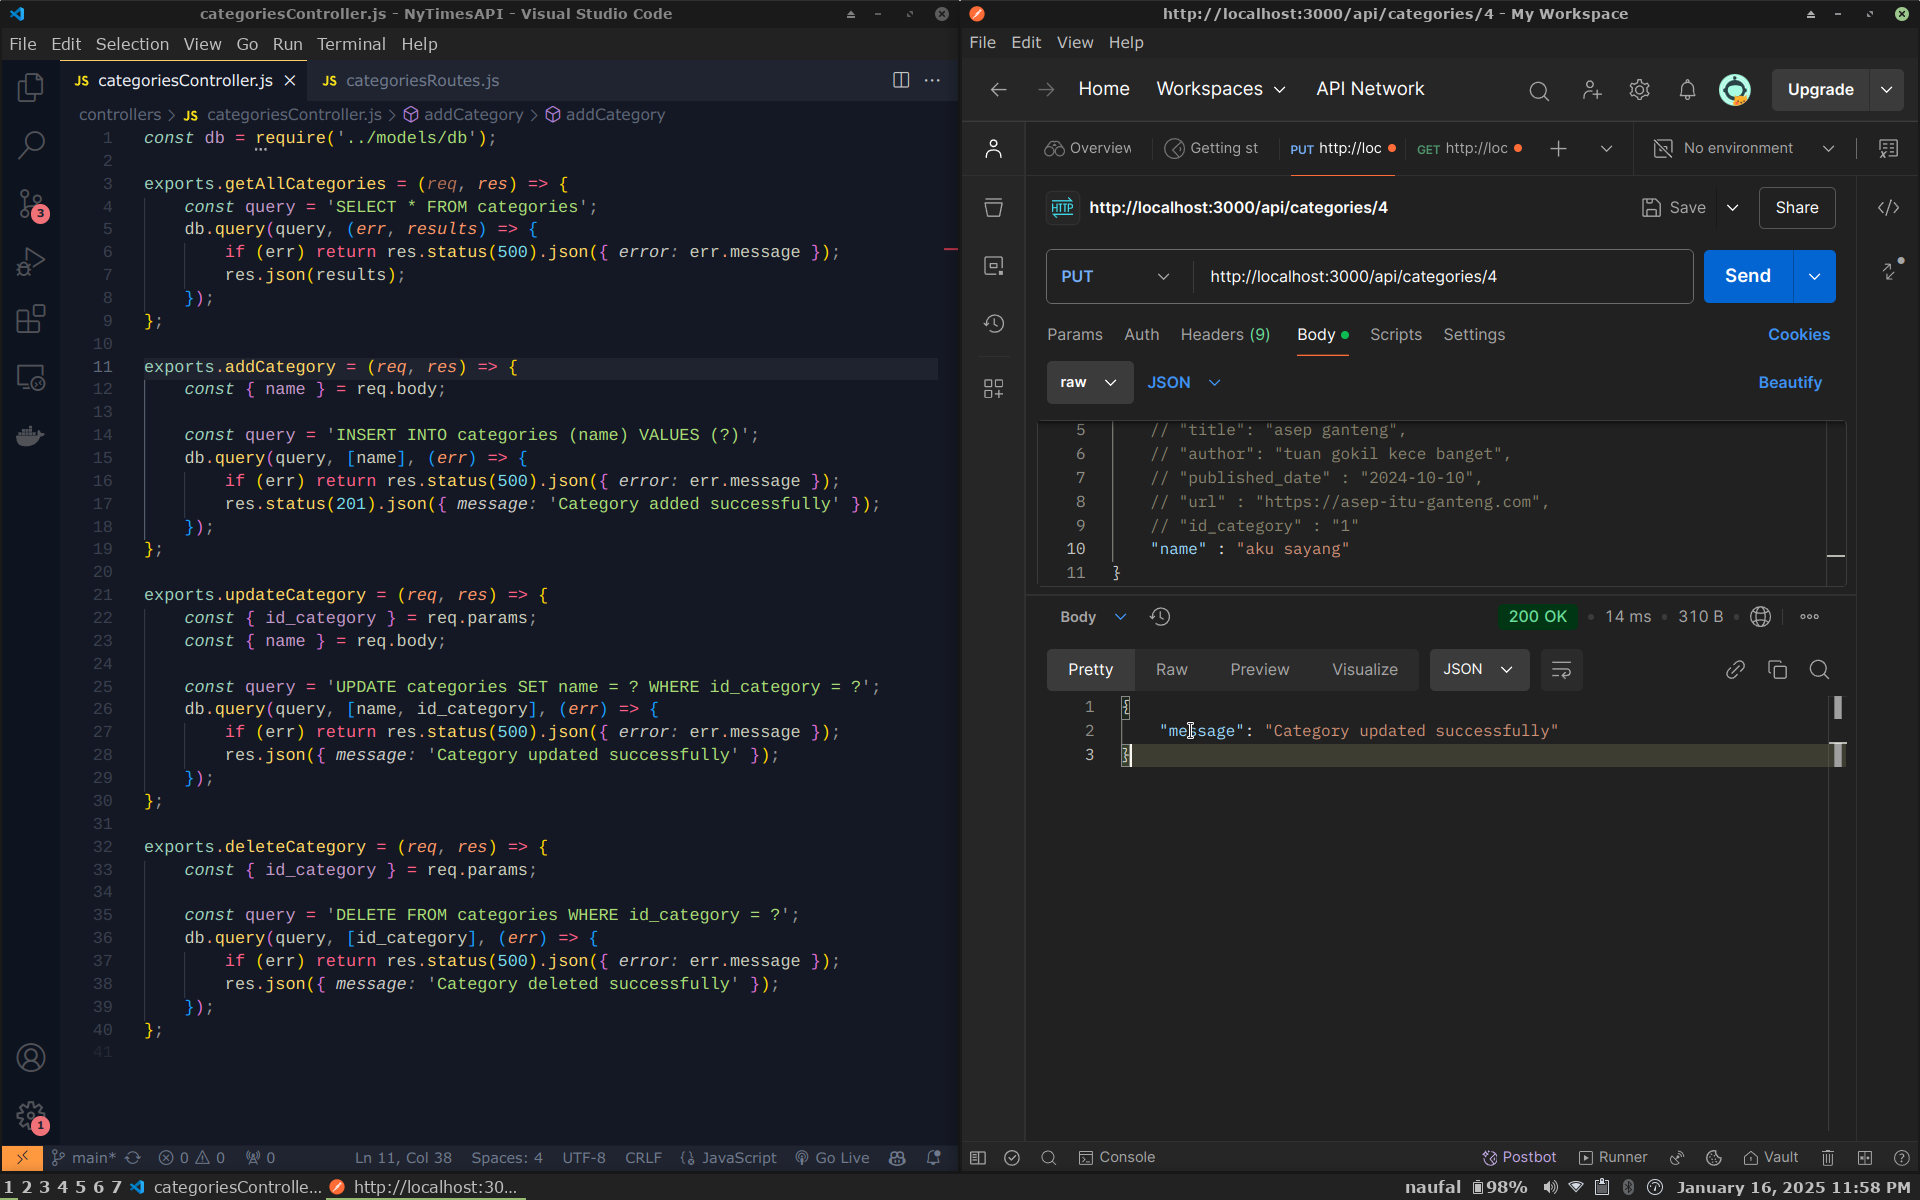 categoriesController.js - NyTimesAPI - Visual Studio Code
File Edit Selection View Go Run Terminal Help
JS categoriesController.js
JS categoriesRoutes.js
controllers > JS categoriesController.js > addCategory > addCategory
1 const db = require('../models/db');
2
3 exports.getAllCategories = (req, res) => {
4 const query = 'SELECT * FROM categories';
5 db.query(query, (err, results) => {
6 if (err) return res.status(500).json({ error: err.message });
7 res.json(results);
8 });
9 };
10
11 exports.addCategory = (req, res) => {
12 const { name } = req.body;
13
14 const query = 'INSERT INTO categories (name) VALUES (?)';
15 db.query(query, [name], (err) => {
16 if (err) return res.status(500).json({ error: err.message });
17 res.status(201).json({ message: 'Category added successfully' });
18 });
19 };
20
21 exports.updateCategory = (req, res) => {
22 const { id_category } = req.params;
23 const { name } = req.body;
24
25 const query = 'UPDATE categories SET name = ? WHERE id_category = ?';
26 db.query(query, [name, id_category], (err) => {
27 if (err) return res.status(500).json({ error: err.message });
28 res.json({ message: 'Category updated successfully' });
29 });
30 };
31
32 exports.deleteCategory = (req, res) => {
33 const { id_category } = req.params;
34
35 const query = 'DELETE FROM categories WHERE id_category = ?';
36 db.query(query, [id_category], (err) => {
37 if (err) return res.status(500).json({ error: err.message });
38 res.json({ message: 'Category deleted successfully' });
39 });
40 };
41
3
1
main* 0 0 0 Ln 11, Col 38 Spaces: 4 UTF-8 CRLF JavaScript Go Live
http://localhost:3000/api/categories/4 - My Workspace
File Edit View Help
Home Workspaces API Network Upgrade
Overview Getting st PUT http://loc GET http://loc No environment
HTTP http://localhost:3000/api/categories/4 Save Share
PUT http://localhost:3000/api/categories/4 Send
Params Auth Headers (9) Body Scripts Settings Cookies
raw JSON Beautify
5 // "title": "asep ganteng",
6 // "author": "tuan gokil kece banget",
7 // "published_date" : "2024-10-10",
8 // "url" : "https://asep-itu-ganteng.com",
9 // "id_category" : "1"
10 "name" : "aku sayang"
11 }
Body 200 OK 14 ms 310 B
Pretty Raw Preview Visualize JSON
1 {
2 "message": "Category updated successfully"
3 }
Console Postbot Runner Vault
1 2 3 4 5 6 7 categoriesControlle... http://localhost:30... naufal 98% January 16, 2025 11:58 PM